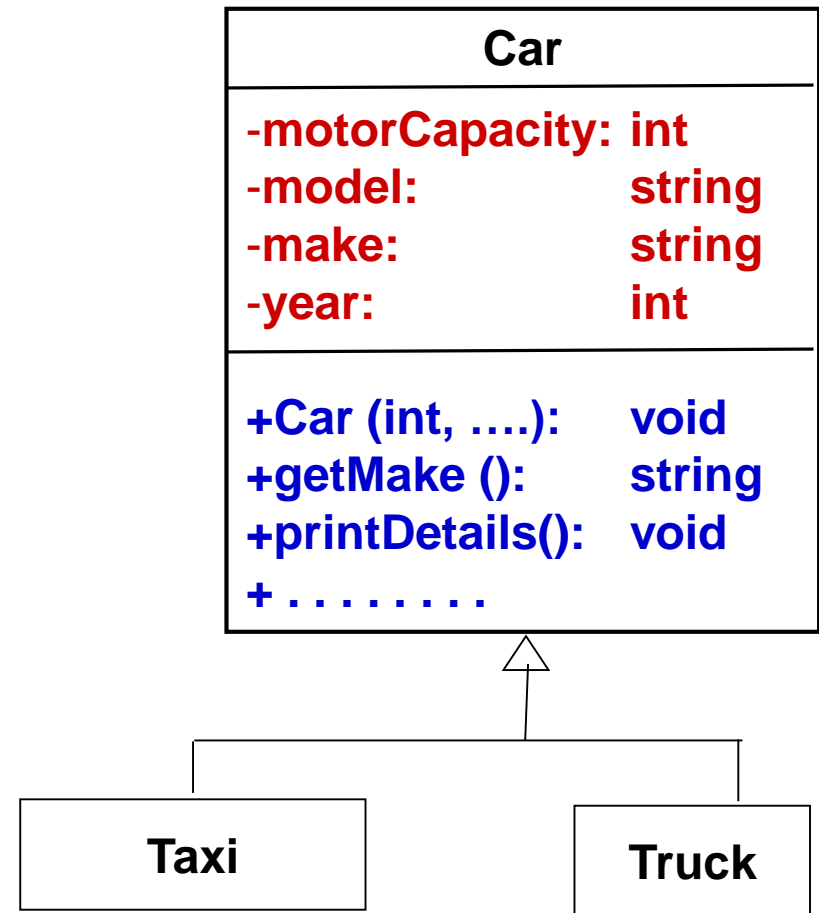 Car
-motorCapacity: int
-model: string
-make: string
-year: int
+Car (int, ….): void
+getMake (): string
+printDetails(): void
+ . . . . . . . .
Taxi
Truck